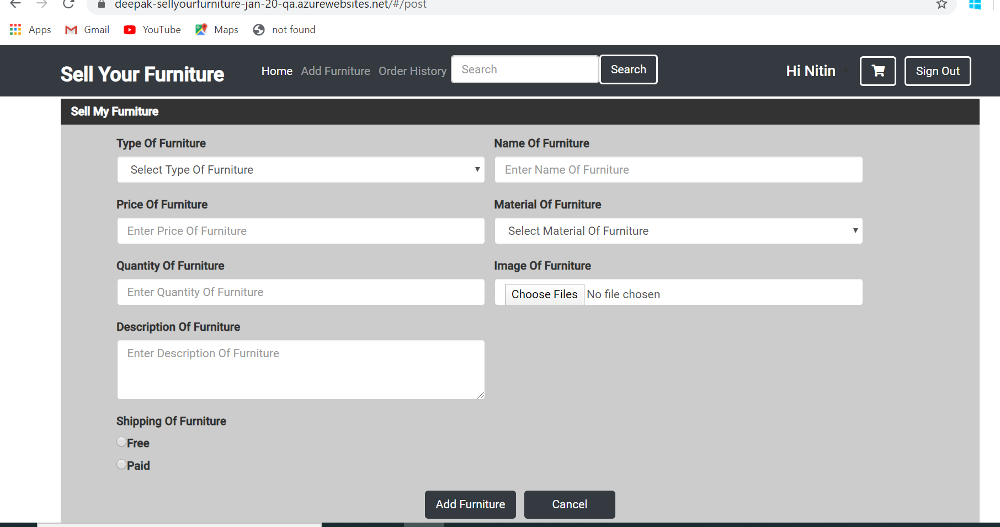 deepak-sellyourfurniture-jan-20-qa.azurewebsites.net/#/post
Apps Gmail YouTube Maps not found
Sell Your Furniture Home Add Furniture Order History Search Search Hi Nitin Sign Out
Sell My Furniture
Type Of Furniture Name Of Furniture
Select Type Of Furniture Enter Name Of Furniture
Price Of Furniture Material Of Furniture
Enter Price Of Furniture Select Material Of Furniture
Quantity Of Furniture Image Of Furniture
Enter Quantity Of Furniture Choose Files No file chosen
Description Of Furniture
Enter Description Of Furniture
Shipping Of Furniture
Free
Paid
Add Furniture Cancel